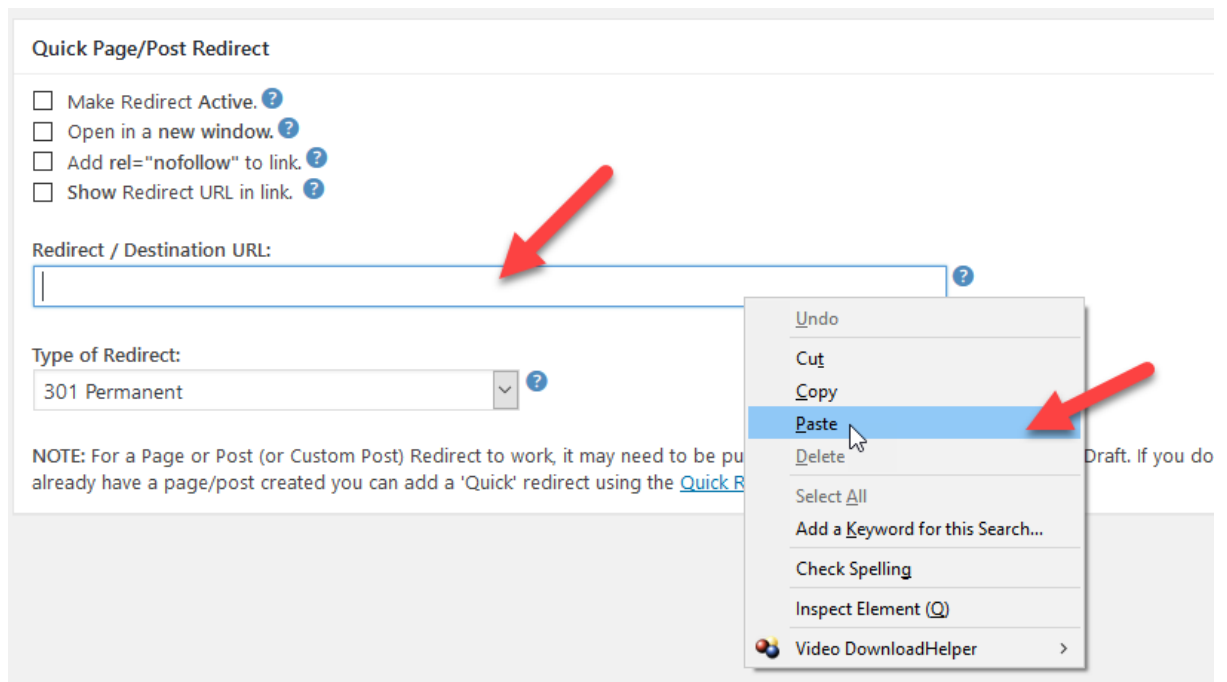 Quick Page/Post Redirect
Make Redirect Active. ?
Open in a new window. ?
Add rel="nofollow" to link. ?
Show Redirect URL in link. ?
Redirect / Destination URL:
?
Type of Redirect:
301 Permanent ?
NOTE: For a Page or Post (or Custom Post) Redirect to work, it may need to be pu Draft. If you do
already have a page/post created you can add a 'Quick' redirect using the Quick R
Undo
Cut
Copy
Paste
Delete
Select All
Add a Keyword for this Search...
Check Spelling
Inspect Element (Q)
Video DownloadHelper